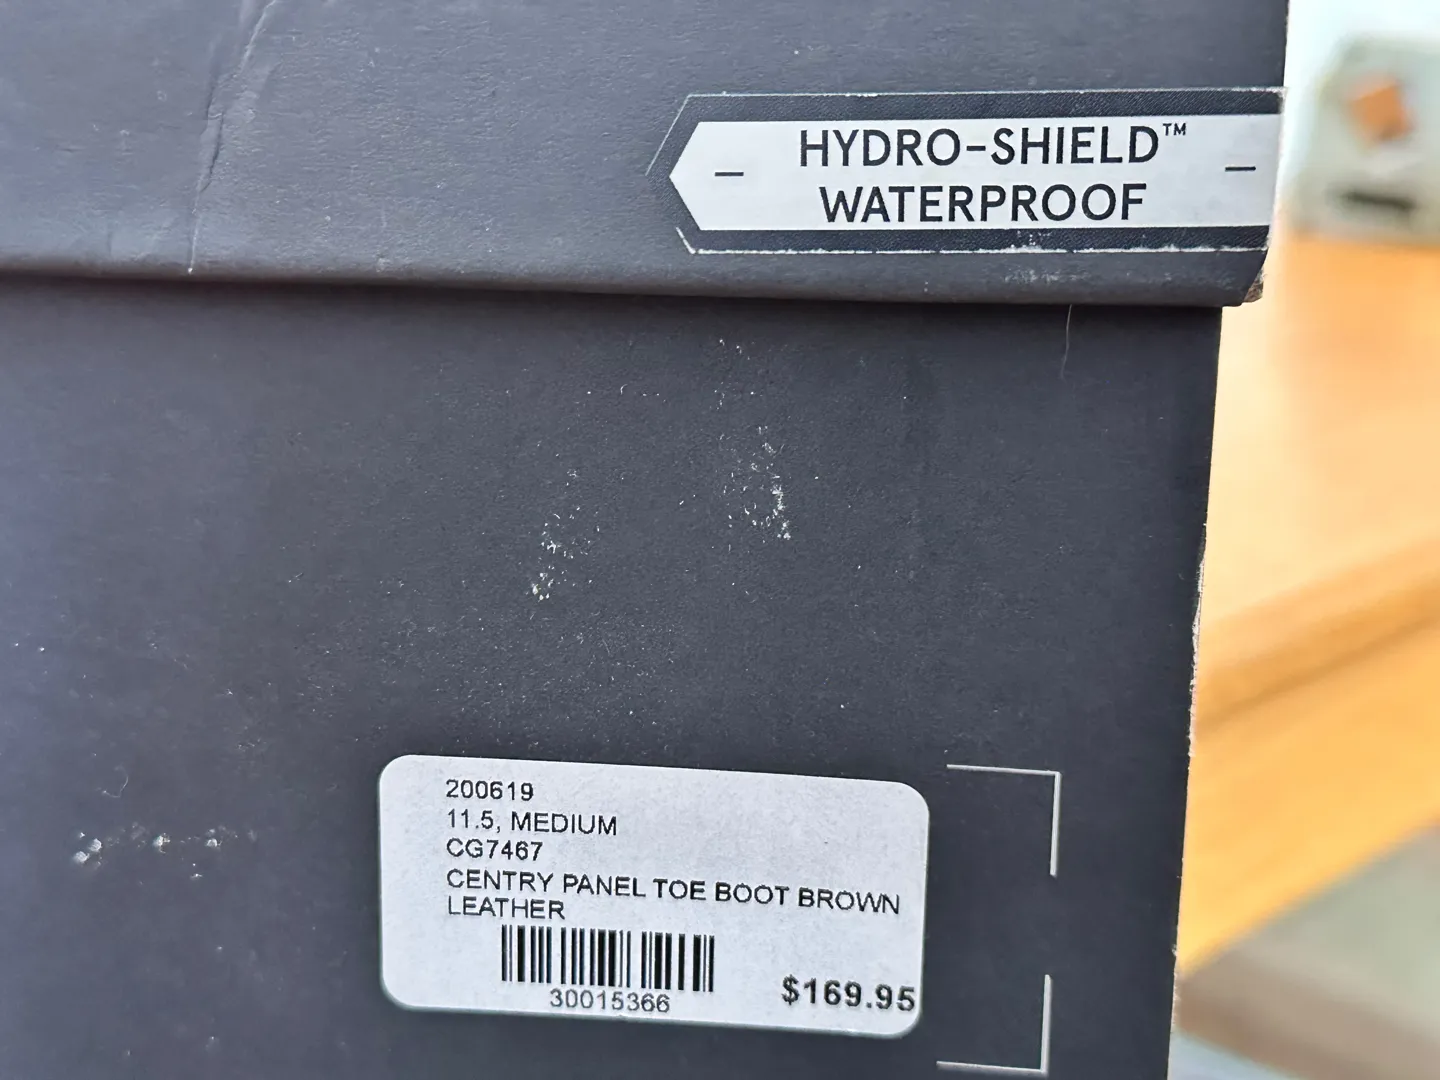 HYDRO-SHIELD™
WATERPROOF
200619
11.5, MEDIUM
CG7467
CENTRY PANEL TOE BOOT BROWN
LEATHER
30015366
$169.95